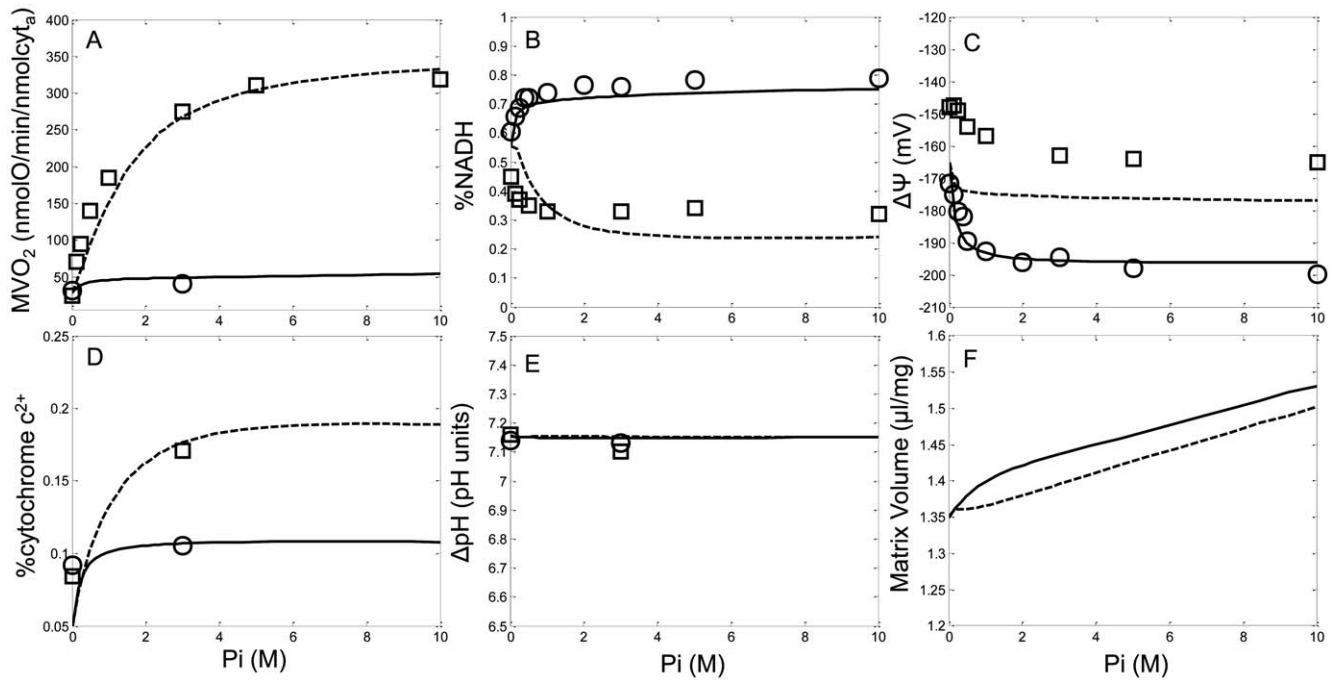 A
MVO2 (nmolO/min/nmolcyta)
400
350
300
250
200
150
100
50
0
0 2 4 6 8 10
B
%NADH
1
0.9
0.8
0.7
0.6
0.5
0.4
0.3
0.2
0.1
0
0 2 4 6 8 10
C
ΔΨ (mV)
-120
-130
-140
-150
-160
-170
-180
-190
-200
-210
0 2 4 6 8 10
D
%cytochrome c2+
0.25
0.2
0.15
0.1
0.05
0 2 4 6 8 10
Pi (M)
E
ΔpH (pH units)
7.5
7.4
7.3
7.2
7.1
7
6.9
6.8
6.7
6.6
6.5
0 2 4 6 8 10
F
Matrix Volume (μl/mg)
1.6
1.55
1.5
1.45
1.4
1.35
1.3
1.25
1.2
0 2 4 6 8 10
Pi (M)